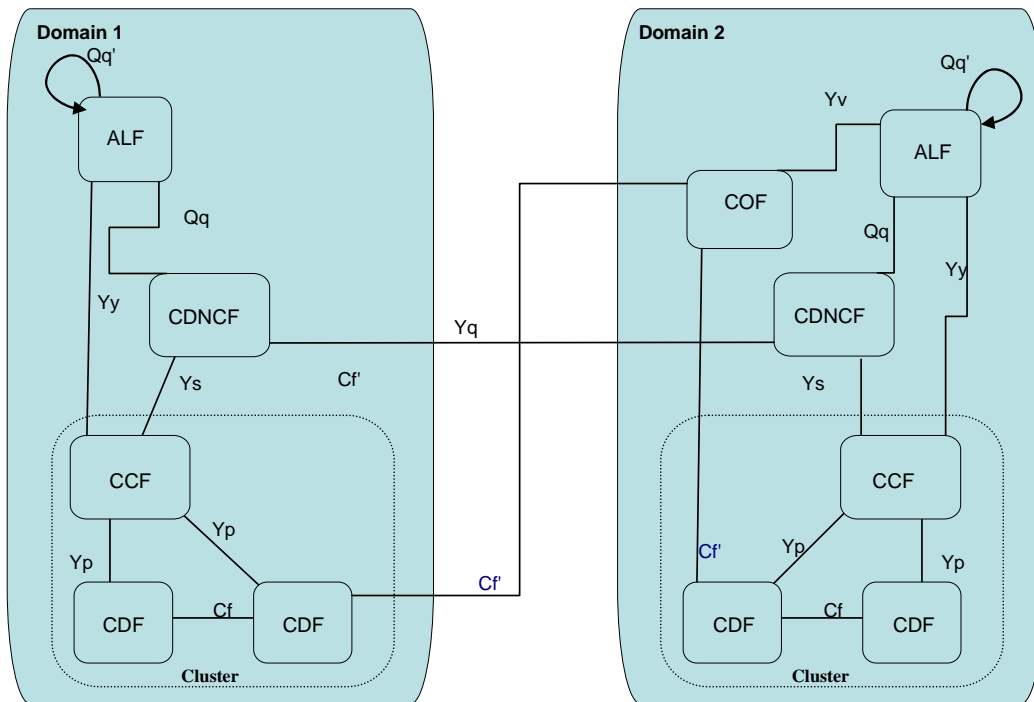 Domain 1
Qq'
ALF
Qq
Yy
CDNCF
Ys
Cf'
CCF
Yp
Yp
CDF
Cf
CDF
Cluster
Yq
Cf'
Domain 2
Qq'
Yv
ALF
COF
Qq
Yy
CDNCF
Ys
CCF
Cf'
Yp
Yp
CDF
Cf
CDF
Cluster